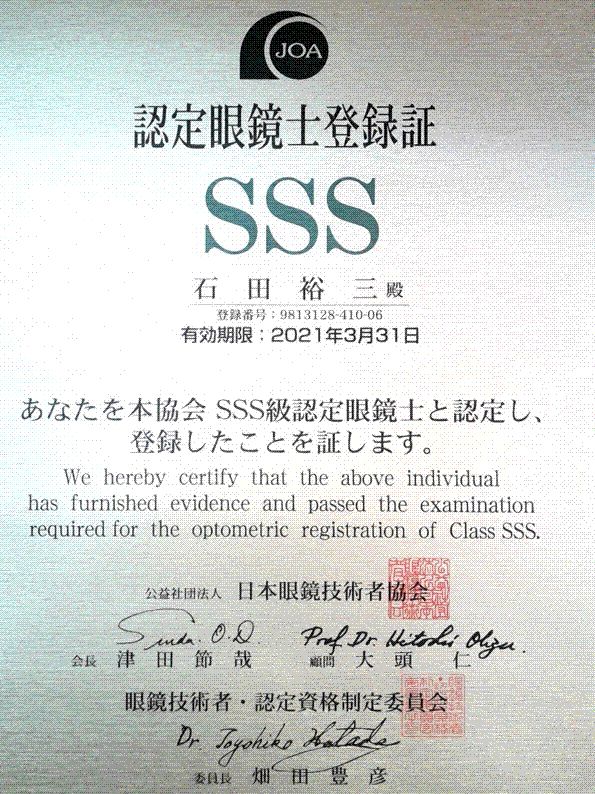 JOA
認定眼鏡士登録証
SSS
石田裕三殿
登録番号：9813128-410-06
有効期限：2021年3月31日
あなたを本協会 SSS級認定眼鏡士と認定し、
登録したことを証します。
We hereby certify that the above individual
has furnished evidence and passed the examination
required for the optometric registration of Class SSS.
公益社団法人 日本眼鏡技術者協会
O.D. Prof. Dr. Hitoshi
会長 津田節哉 顧問 大頭仁
眼鏡技術者・認定資格制定委員会
Dr. Toyohiko Hatada
委員長 畑田豊彦